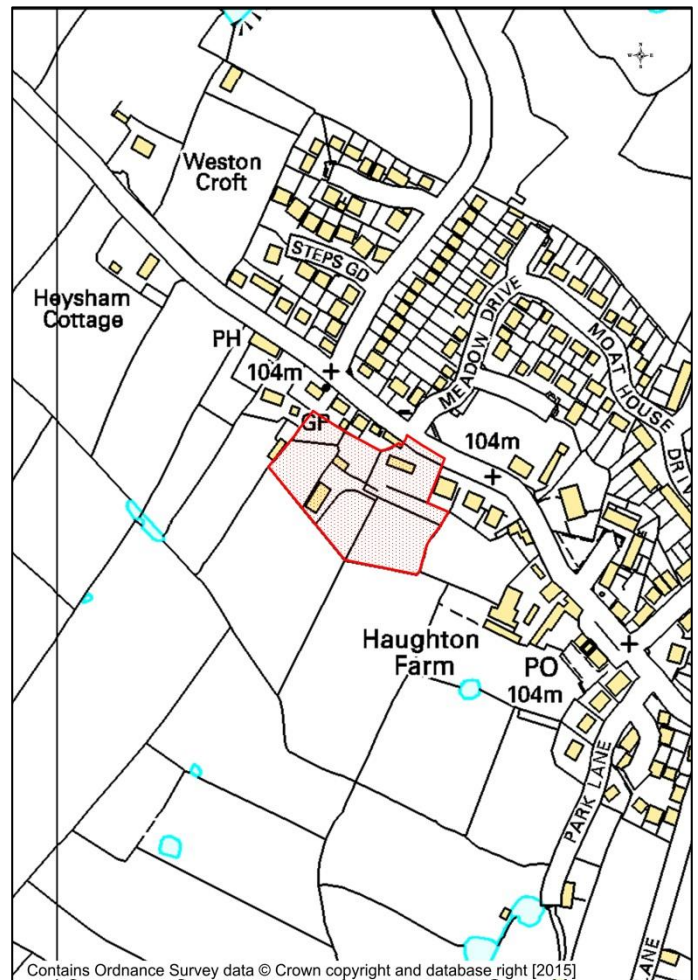 Weston
Croft
STEPS GD
Heysham
Cottage
PH
104m
MEADOW DRIVE
MOAT HOUSE
GP
104m
Haughton
Farm
PO
104m
PARK LANE
LANE
Contains Ordnance Survey data © Crown copyright and database right [2015]